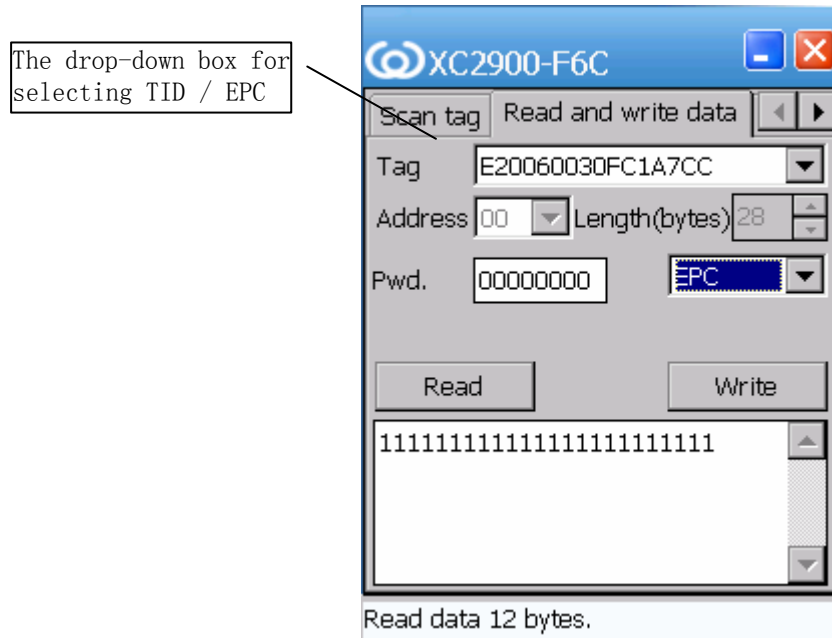 The drop-down box for
selecting TID / EPC
XC2900-F6C
Scan tag Read and write data
Tag E20060030FC1A7CC
Address 00 Length(bytes) 28
Pwd. 00000000 EPC
Read Write
111111111111111111111111
Read data 12 bytes.